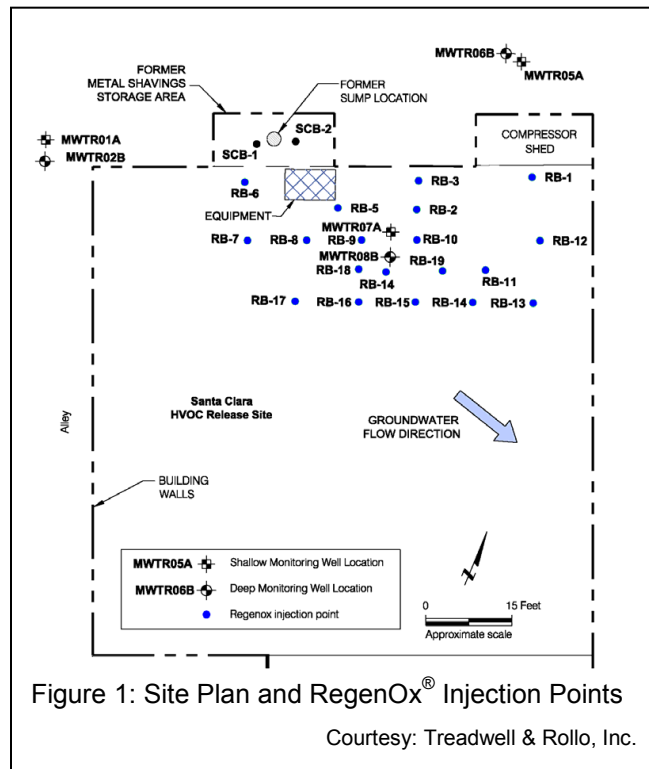 MWTR06B
MWTR05A
FORMER
METAL SHAVINGS
STORAGE AREA
FORMER
SUMP LOCATION
SCB-2
SCB-1
COMPRESSOR
SHED
MWTR01A
MWTR02B
RB-6
EQUIPMENT
RB-5
RB-3
RB-2
RB-1
MWTR07A
RB-7
RB-8
RB-9
RB-10
RB-12
MWTR08B
RB-19
RB-18
RB-14
RB-11
RB-17
RB-16
RB-15
RB-14
RB-13
Santa Clara
HVOC Release Site
GROUNDWATER
FLOW DIRECTION
Alley
BUILDING
WALLS
N
MWTR05A Shallow Monitoring Well Location
MWTR06B Deep Monitoring Well Location
Regenox injection point
0 15 Feet
Approximate scale
Figure 1: Site Plan and RegenOx® Injection Points
Courtesy: Treadwell & Rollo, Inc.